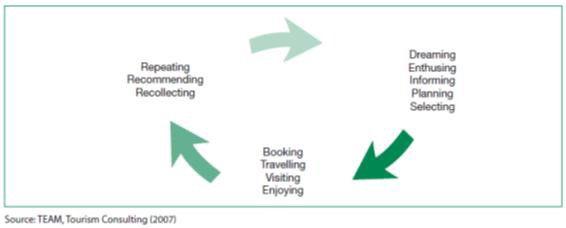 Repeating
Recommending
Recollecting
Dreaming
Enthusing
Informing
Planning
Selecting
Booking
Travelling
Visiting
Enjoying
Source: TEAM, Tourism Consulting (2007)